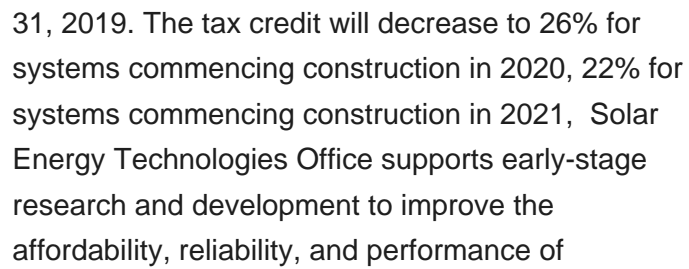 31, 2019. The tax credit will decrease to 26% for
systems commencing construction in 2020, 22% for
systems commencing construction in 2021,  Solar
Energy Technologies Office supports early-stage
research and development to improve the
affordability, reliability, and performance of